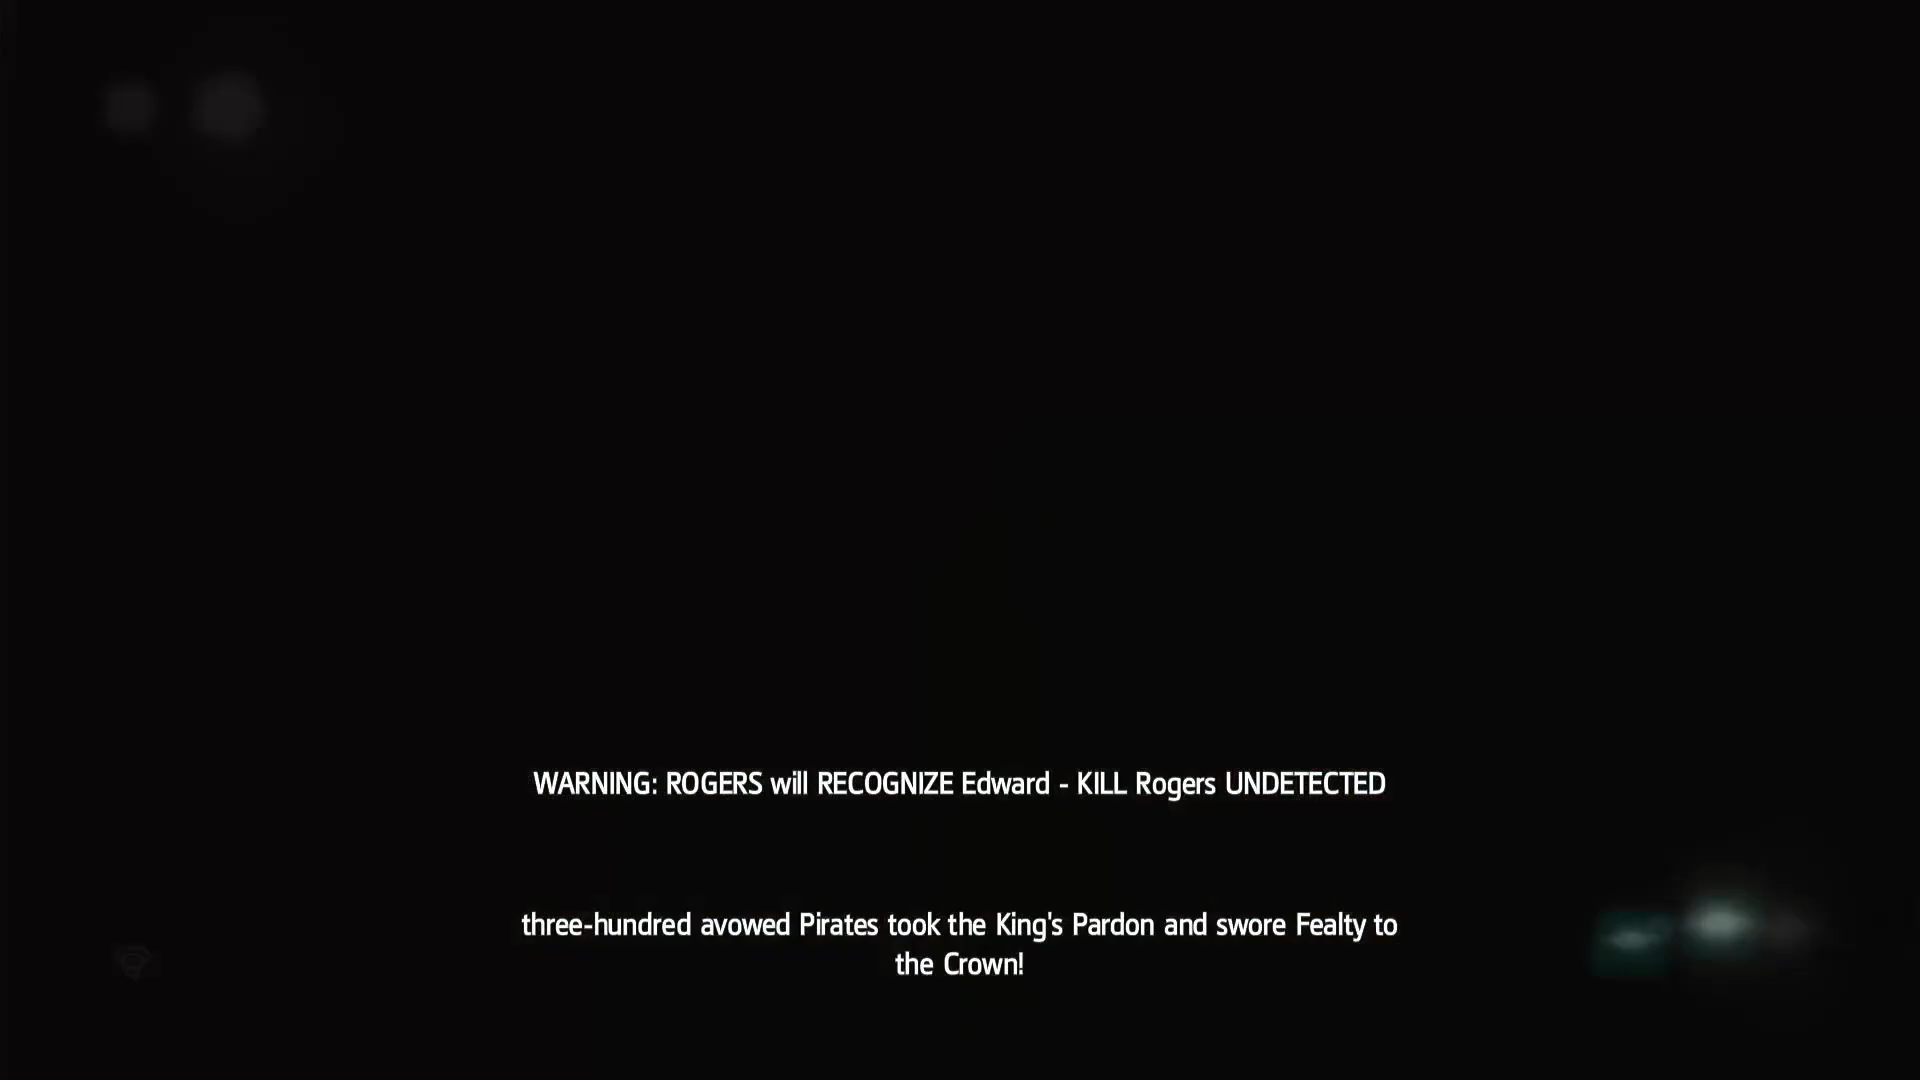 WARNING: ROGERS will RECOGNIZE Edward - KILL Rogers UNDETECTED
three-hundred avowed Pirates took the King's Pardon and swore Fealty to
the Crown!